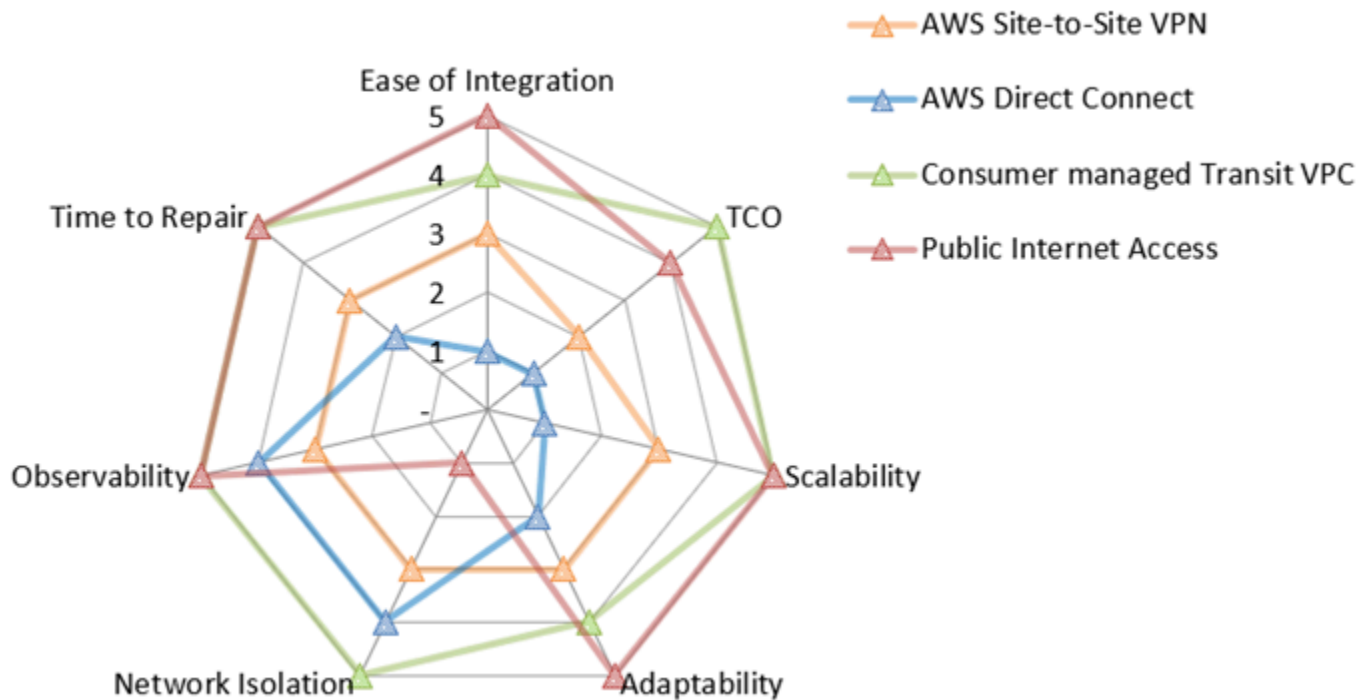 AWS Site-to-Site VPN
AWS Direct Connect
Consumer managed Transit VPC
Public Internet Access
Ease of Integration
5
4
3
2
1
-
TCO
Scalability
Adaptability
Network Isolation
Observability
Time to Repair